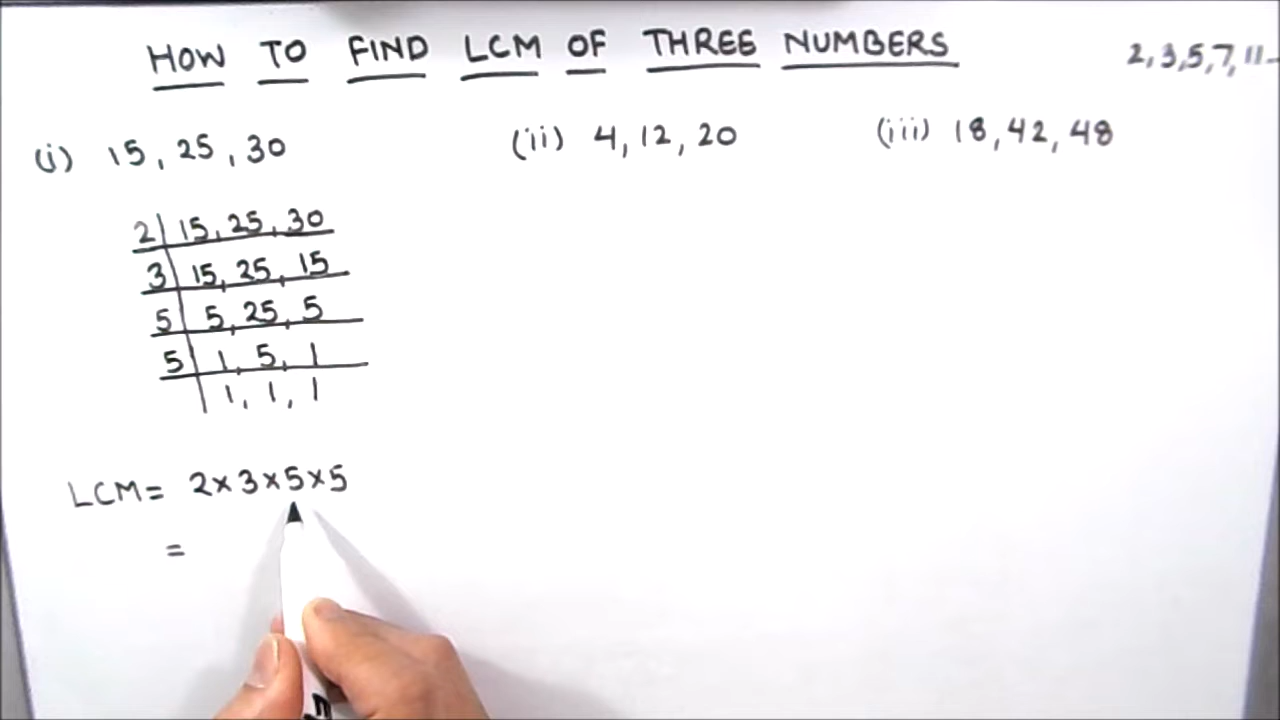 HOW TO FIND LCM OF THREE NUMBERS
2, 3, 5, 7, 11-
(i) 15, 25, 30
(ii) 4, 12, 20
(iii) 18, 42, 48
2 | 15, 25, 30
3 | 15, 25, 15
5 | 5, 25, 5
5 | 1, 5, 1
| 1, 1, 1
LCM = 2 × 3 × 5 × 5
=